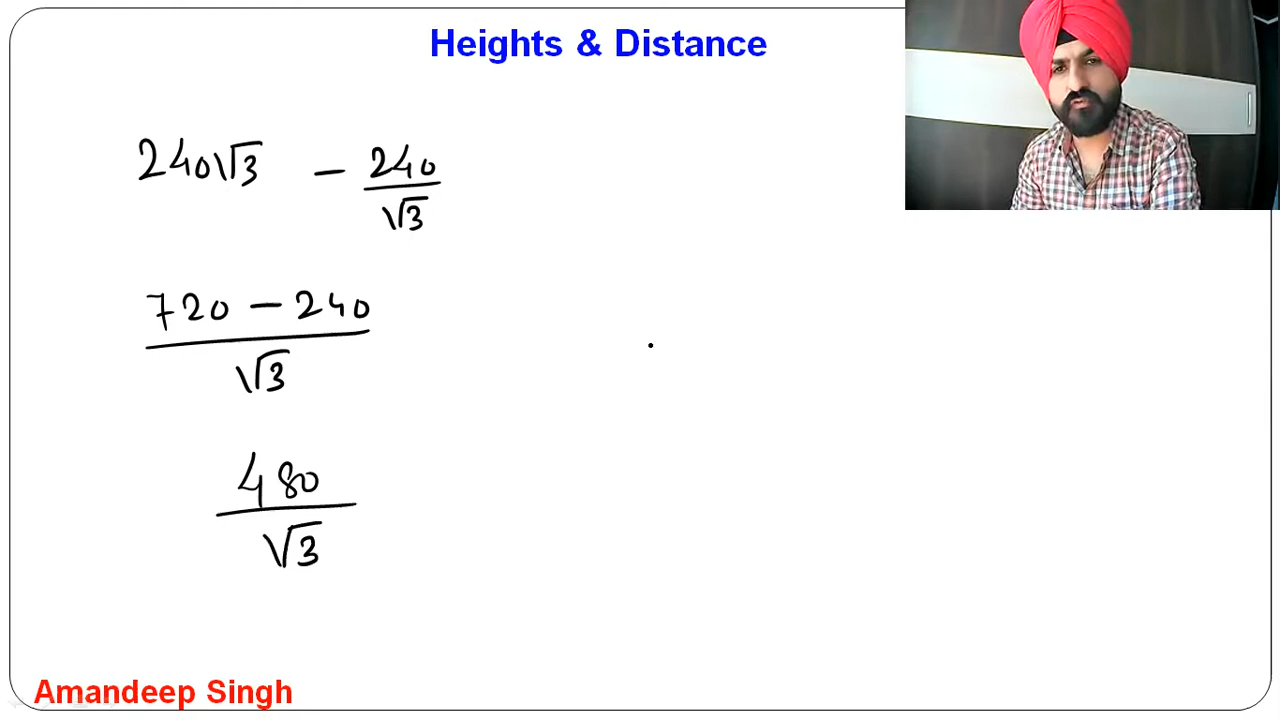 Heights & Distance
240√3 - 240/√3
720 - 240
√3
480
√3
Amandeep Singh